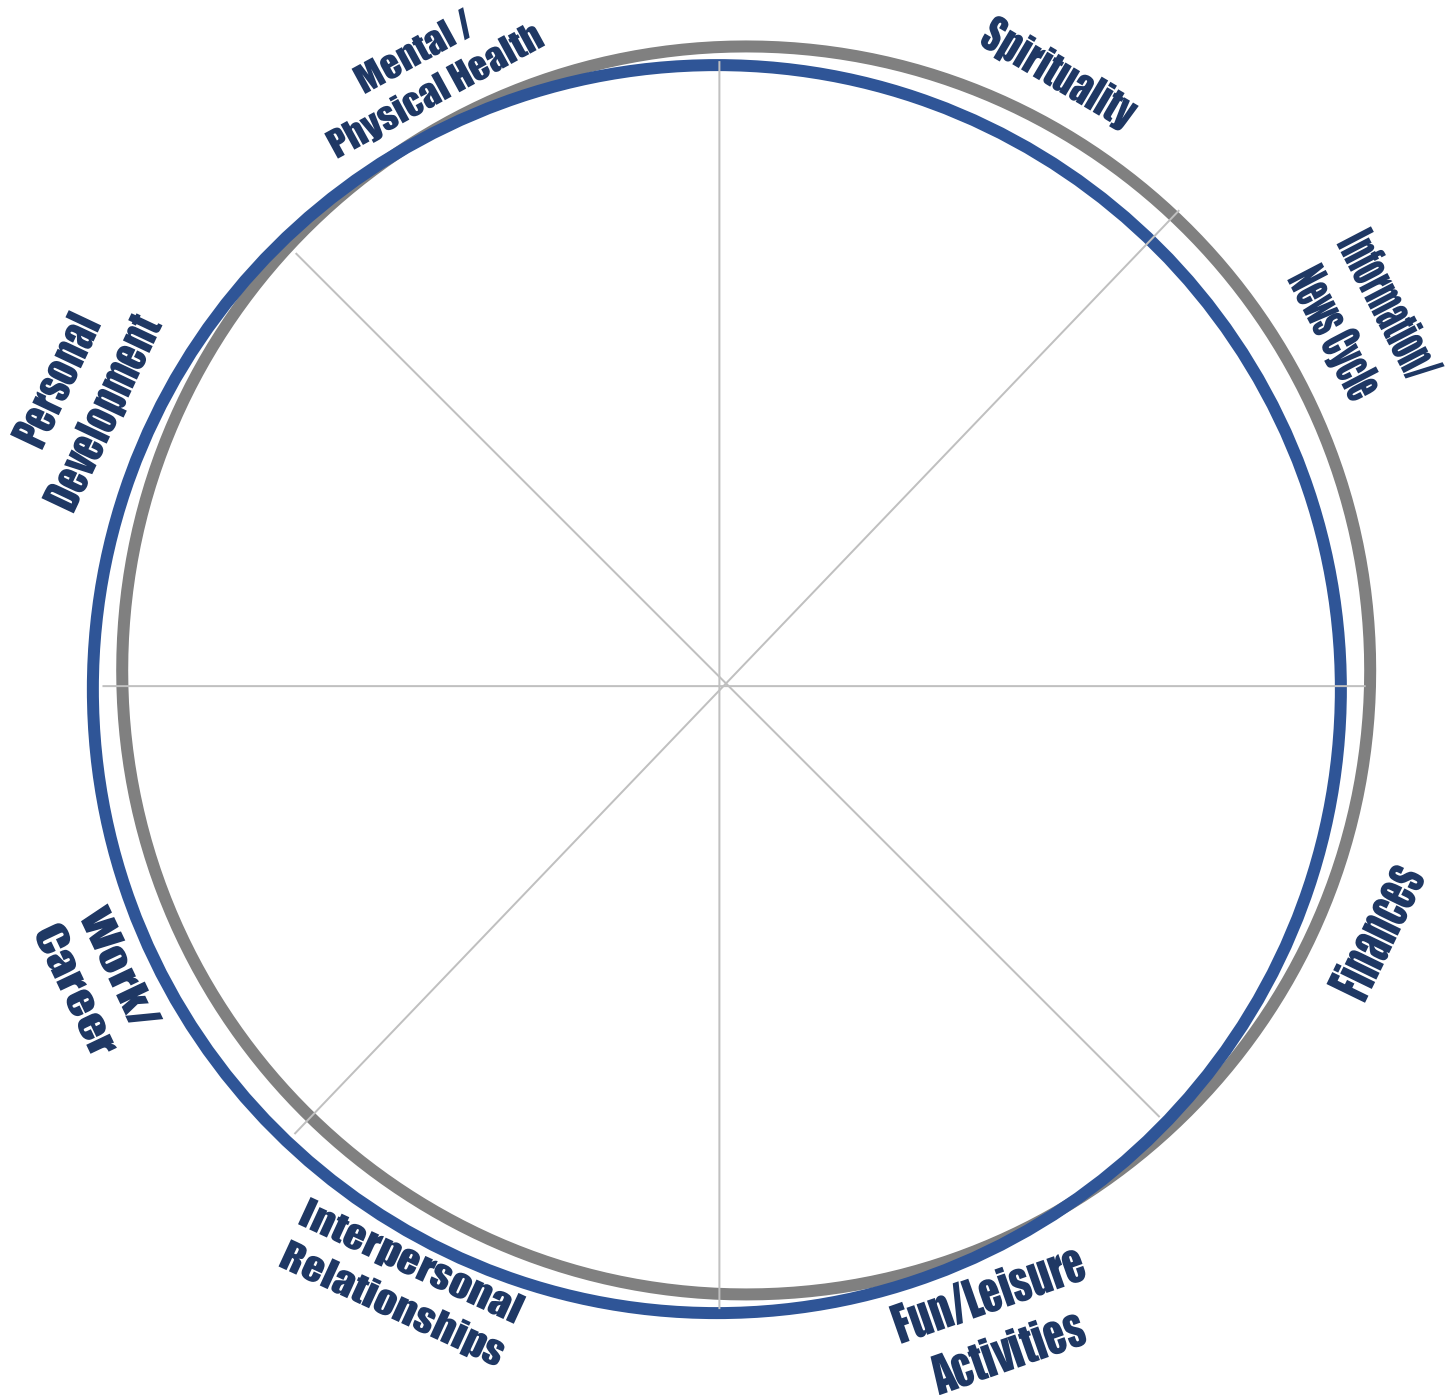 Mental /
Physical Health
Spirituality
Information/
News Cycle
Finances
Fun/Leisure
Activities
Interpersonal
Relationships
Work/
Career
Personal
Development